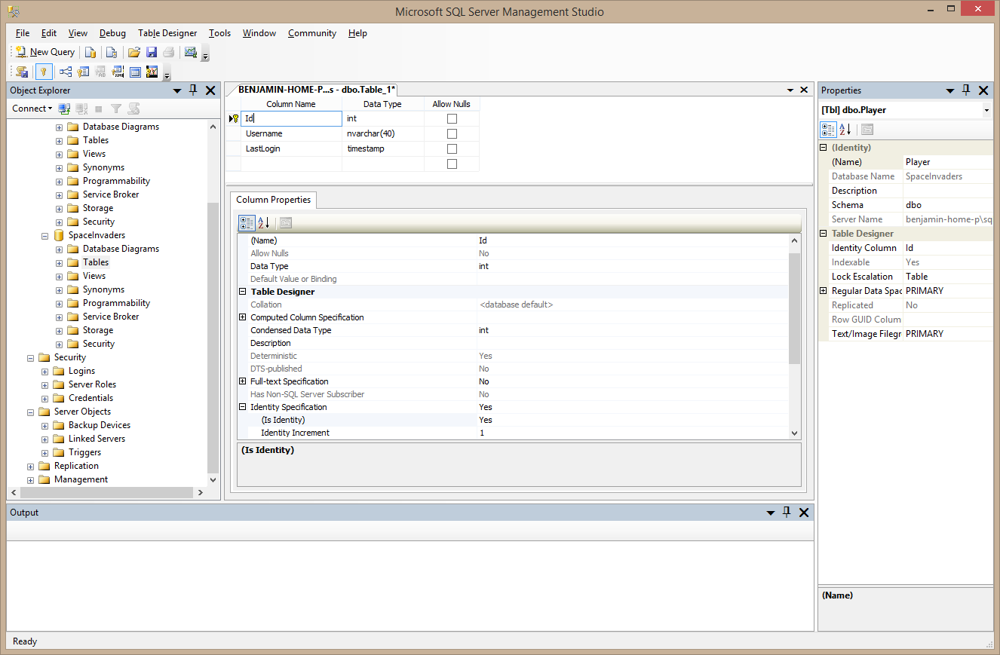 Microsoft SQL Server Management Studio
File Edit View Debug Table Designer Tools Window Community Help
New Query
Object Explorer
Connect
Database Diagrams
Tables
Views
Synonyms
Programmability
Service Broker
Storage
Security
SpaceInvaders
Database Diagrams
Tables
Views
Synonyms
Programmability
Service Broker
Storage
Security
Security
Logins
Server Roles
Credentials
Server Objects
Backup Devices
Linked Servers
Triggers
Replication
Management
BENJAMIN-HOME-P...s - dbo.Table_1*
Column Name Data Type Allow Nulls
Id int
Username nvarchar(40)
LastLogin timestamp
Column Properties
(Name) Id
Allow Nulls No
Data Type int
Default Value or Binding
Table Designer
Collation <database default>
Computed Column Specification
Condensed Data Type int
Description
Deterministic Yes
DTS-published No
Full-text Specification No
Has Non-SQL Server Subscriber No
Identity Specification Yes
(Is Identity) Yes
Identity Increment 1
(Is Identity)
Properties
[Tbl] dbo.Player
(Identity)
(Name) Player
Database Name SpaceInvaders
Description
Schema dbo
Server Name benjamin-home-p\sq
Table Designer
Identity Column Id
Indexable Yes
Lock Escalation Table
Regular Data Spac PRIMARY
Replicated No
Row GUID Colum
Text/Image Filegr PRIMARY
(Name)
Output
Ready